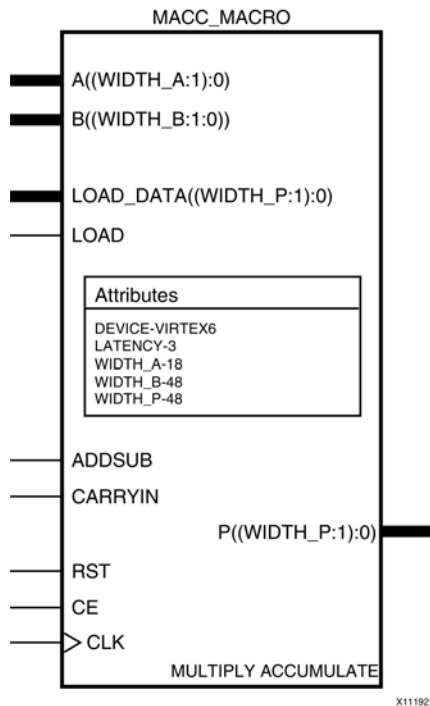 MACC_MACRO
A((WIDTH_A:1):0)
B((WIDTH_B:1:0))
LOAD_DATA((WIDTH_P:1):0)
LOAD
Attributes
DEVICE-VIRTEX6
LATENCY-3
WIDTH_A-18
WIDTH_B-48
WIDTH_P-48
ADDSUB
CARRYIN
P((WIDTH_P:1):0)
RST
CE
CLK
MULTIPLY ACCUMULATE
X11192